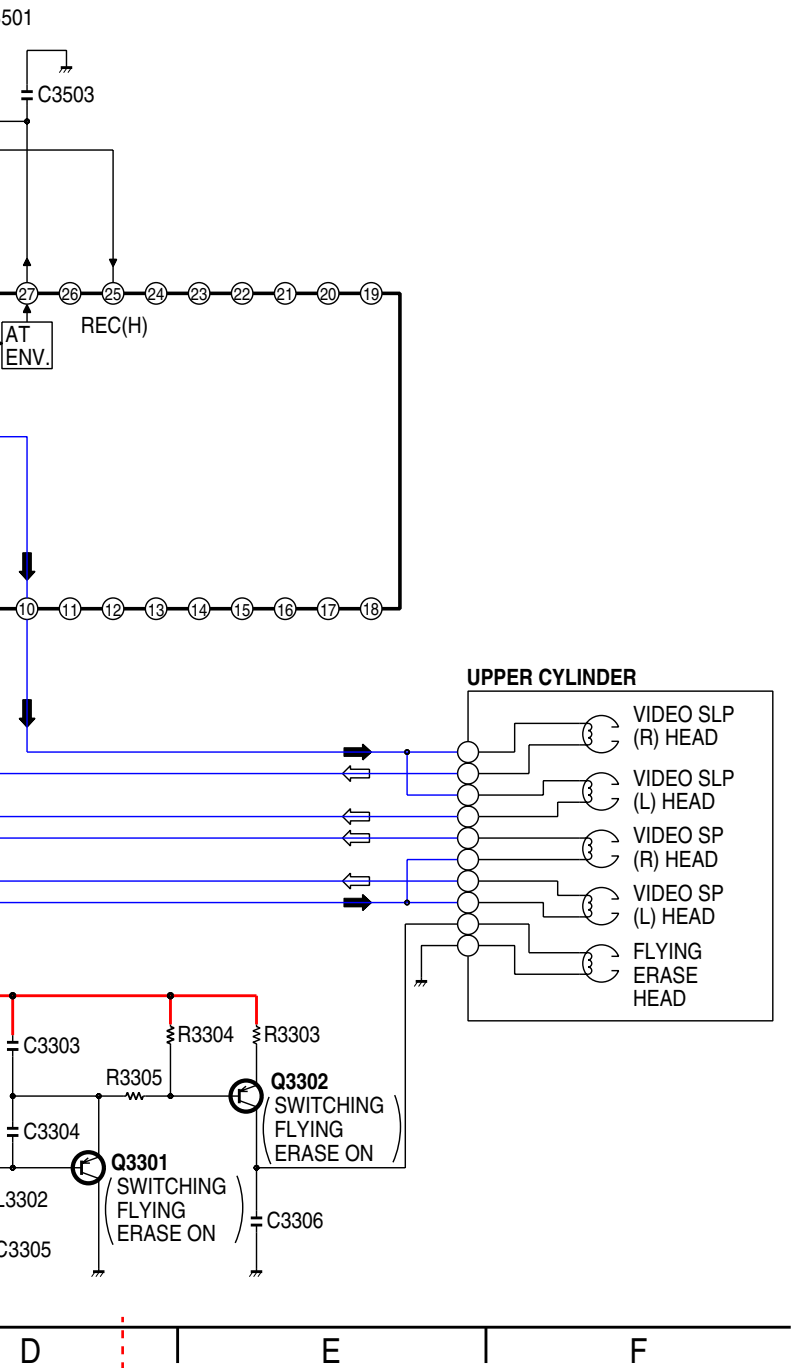 501
C3503
27 26 25 24 23 22 21 20 19
REC(H)
AT
ENV.
10 11 12 13 14 15 16 17 18
UPPER CYLINDER
VIDEO SLP
(R) HEAD
VIDEO SLP
(L) HEAD
VIDEO SP
(R) HEAD
VIDEO SP
(L) HEAD
FLYING
ERASE
HEAD
C3303
R3304
R3303
R3305
Q3302
(SWITCHING
FLYING
ERASE ON)
C3304
Q3301
(SWITCHING
FLYING
ERASE ON)
L3302
C3306
C3305
D E F